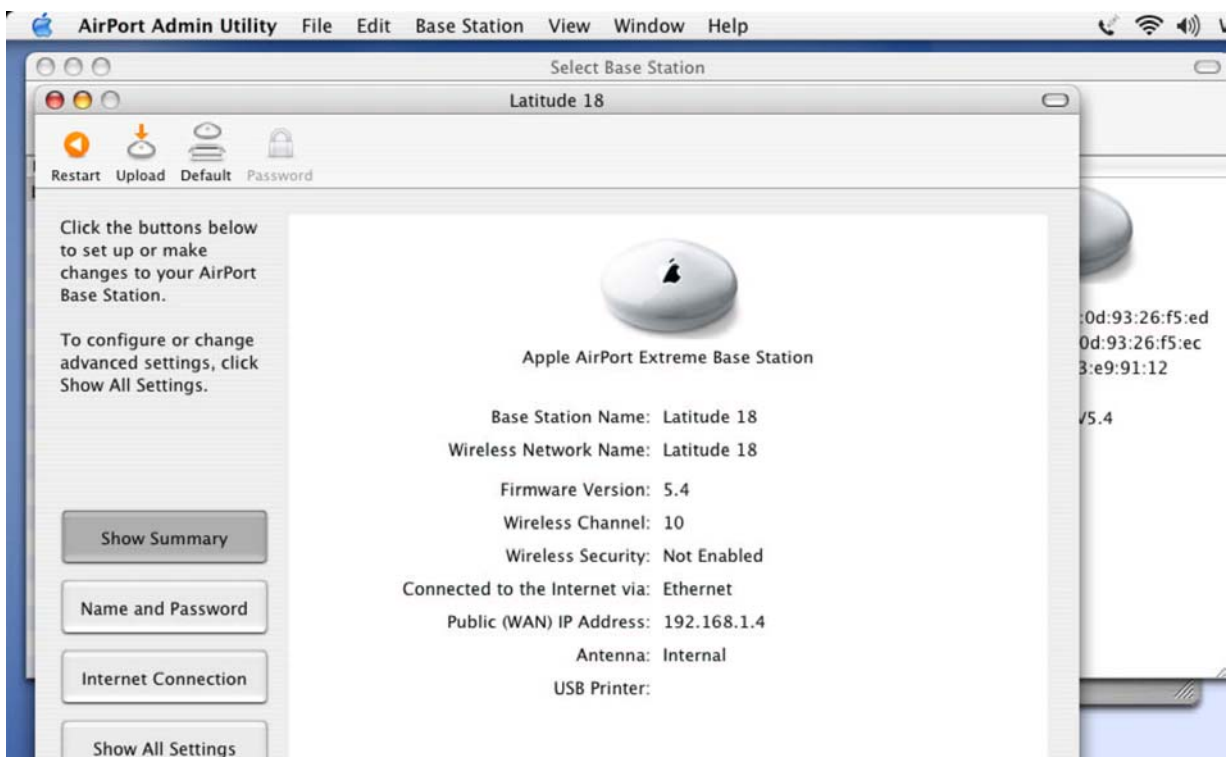 AirPort Admin Utility File Edit Base Station View Window Help
Select Base Station
Latitude 18
Restart Upload Default Password
Click the buttons below
to set up or make
changes to your AirPort
Base Station.
To configure or change
advanced settings, click
Show All Settings.
Show Summary
Name and Password
Internet Connection
Show All Settings
Apple AirPort Extreme Base Station
Base Station Name: Latitude 18
Wireless Network Name: Latitude 18
Firmware Version: 5.4
Wireless Channel: 10
Wireless Security: Not Enabled
Connected to the Internet via: Ethernet
Public (WAN) IP Address: 192.168.1.4
Antenna: Internal
USB Printer:
:0d:93:26:f5:ed
0d:93:26:f5:ec
:e9:91:12
5.4